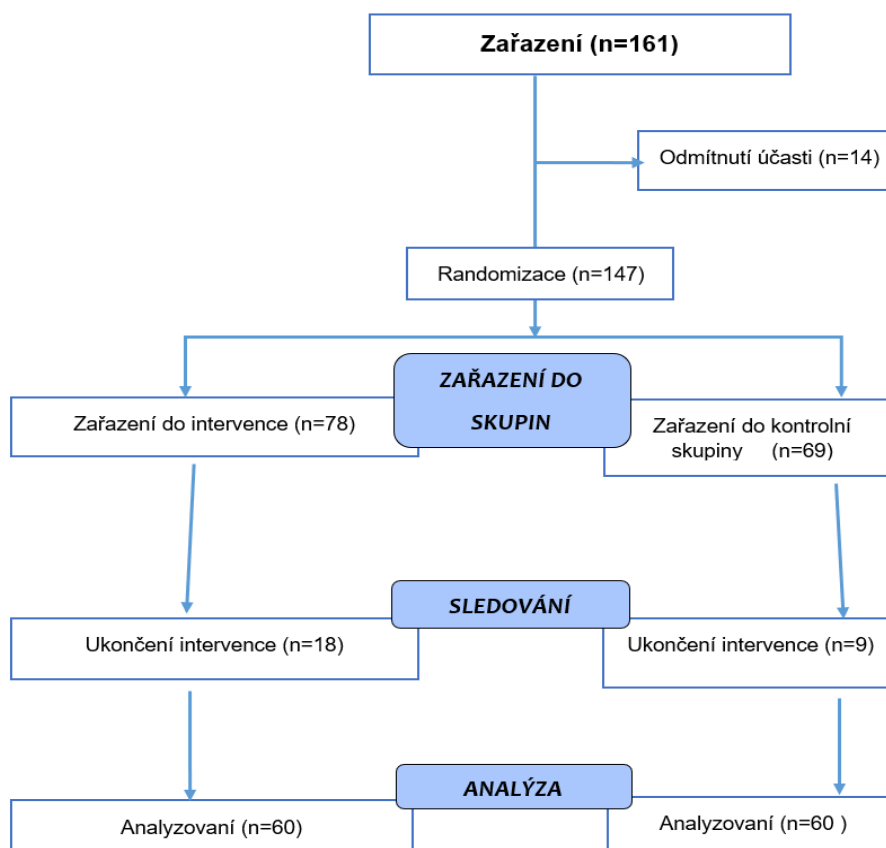 Zařazení (n=161)
Odmítnutí účasti (n=14)
Randomizace (n=147)
ZAŘAZENÍ DO
SKUPIN
Zařazení do intervence (n=78)
Zařazení do kontrolní
skupiny (n=69)
SLEDOVÁNÍ
Ukončení intervence (n=18)
Ukončení intervence (n=9)
ANALÝZA
Analyzovaní (n=60)
Analyzovaní (n=60 )